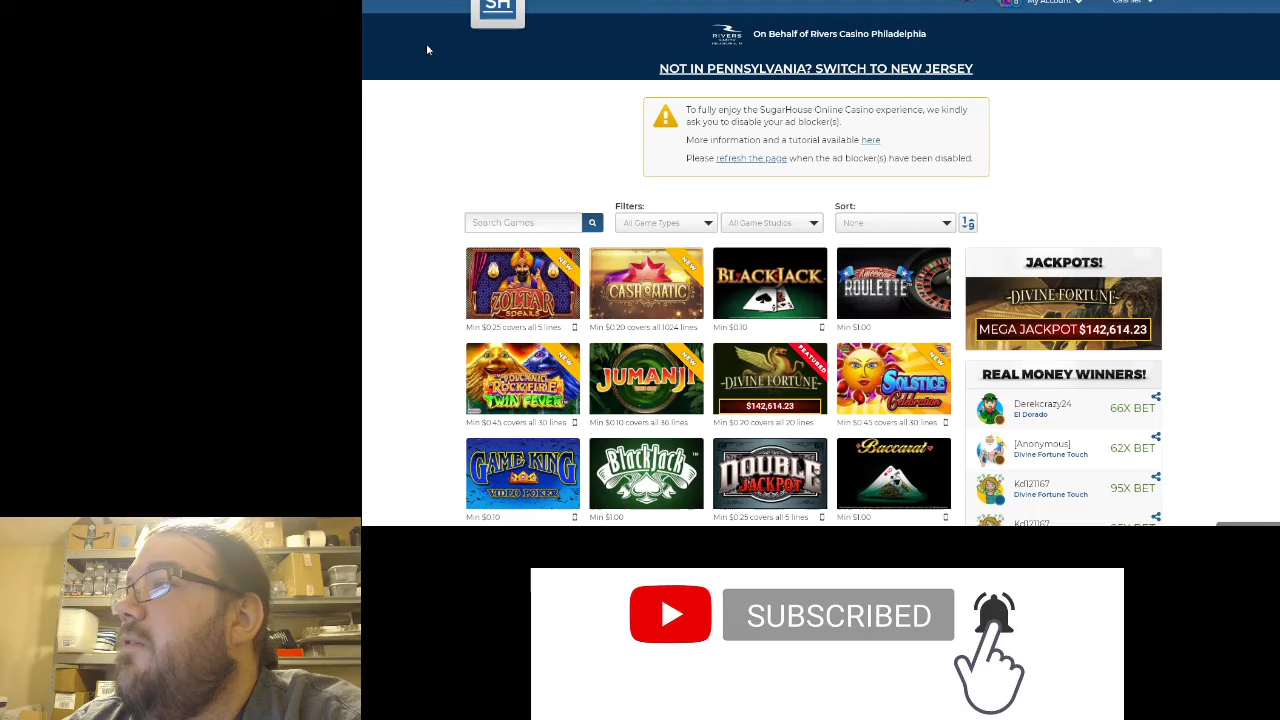 SH
My Account
Cashier
RIVERS
On Behalf of Rivers Casino Philadelphia
NOT IN PENNSYLVANIA? SWITCH TO NEW JERSEY
To fully enjoy the SugarHouse Online Casino experience, we kindly
ask you to disable your ad blocker(s).
More information and a tutorial available here
Please refresh the page when the ad blocker(s) have been disabled.
Filters:
Sort:
Search Games
All Game Types
All Game Studios
None
ZOLTAR
SPEAKS
NEW
CASH-O-MATIC
NEW
BLACKJACK
American
ROULETTE
Min $0.25 covers all 5 lines
Min $0.20 covers all 1024 lines
Min $0.10
Min $1.00
JACKPOTS!
DIVINE FORTUNE
MEGA JACKPOT $142,614.23
VOLCANIC
ROCK FIRE
TWIN FEVER
NEW
JUMANJI
NEW
DIVINE FORTUNE
$142,614.23
FEATURED
SOLSTICE
Celebration
NEW
Min $0.45 covers all 30 lines
Min $0.10 covers all 36 lines
Min $0.20 covers all 20 lines
Min $0.45 covers all 30 lines
REAL MONEY WINNERS!
Derekcrazy24
El Dorado
66X BET
[Anonymous]
Divine Fortune Touch
62X BET
Kd121167
Divine Fortune Touch
95X BET
Kd121167
GAME KING
VIDEO POKER
BlackJack™
DOUBLE
JACKPOT
Baccarat
Min $0.10
Min $1.00
Min $0.25 covers all 5 lines
Min $1.00
SUBSCRIBED